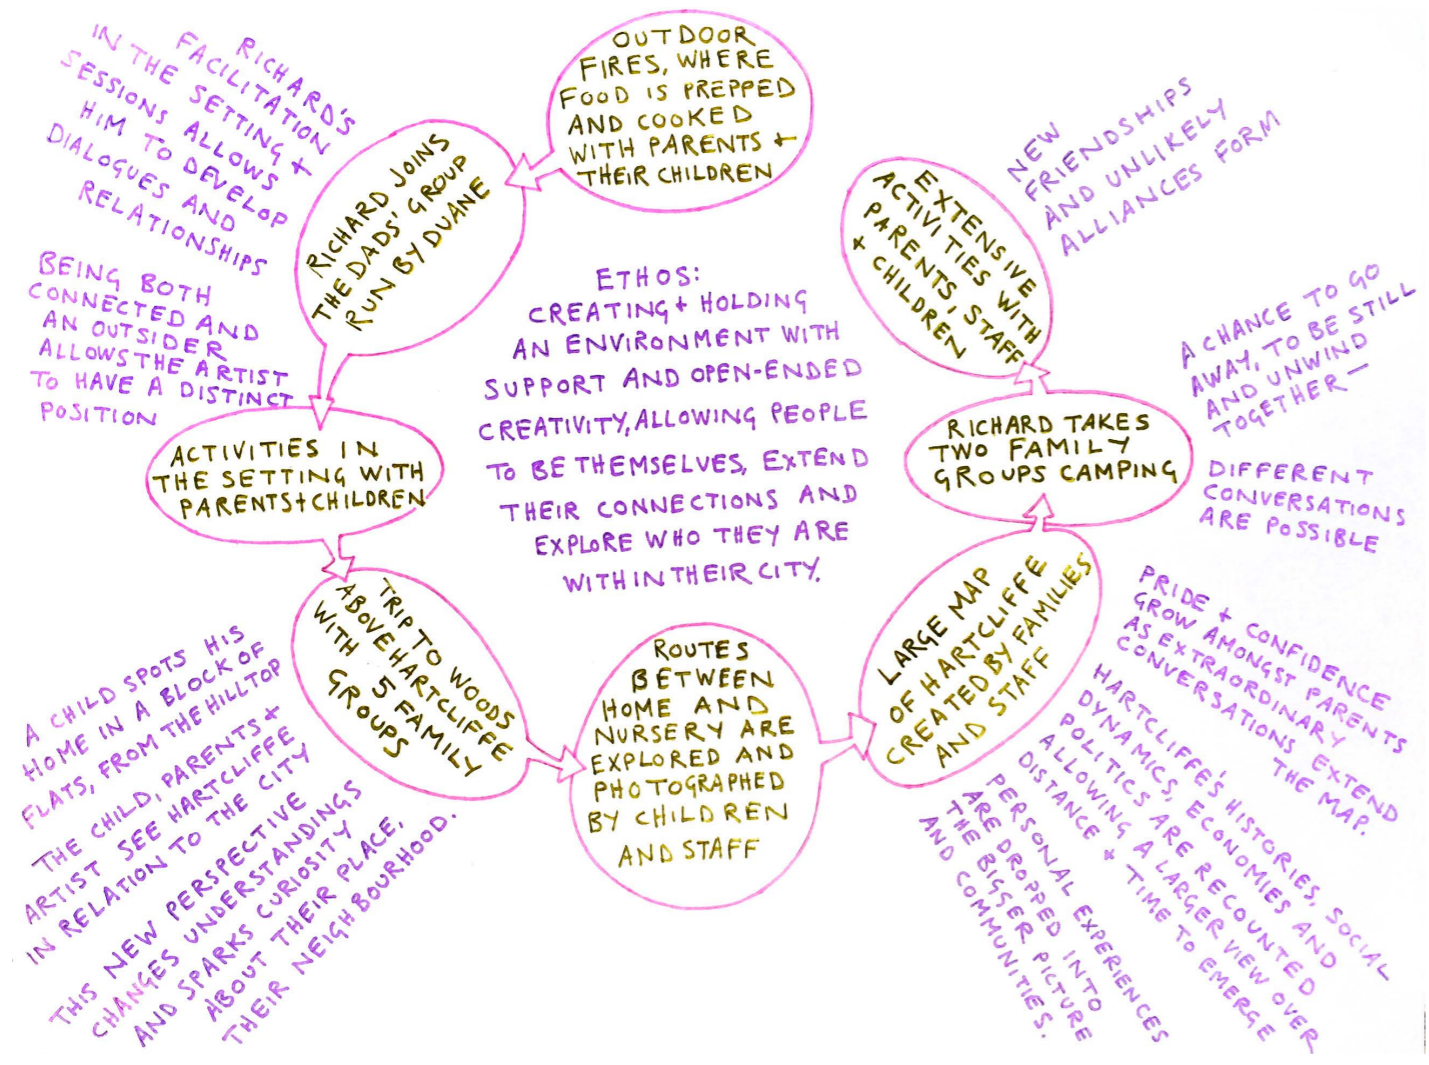 OUTDOOR
FIRES, WHERE
FOOD IS PREPPED
AND COOKED
WITH PARENTS +
THEIR CHILDREN
RICHARD JOINS
THE DADS' GROUP
RUN BY DUANE
RICHARD'S
FACILITATION
IN THE SETTING +
SESSIONS ALLOWS
HIM TO DEVELOP
DIALOGUES AND
RELATIONSHIPS
BEING BOTH
CONNECTED AND
AN OUTSIDER
ALLOWS THE ARTIST
TO HAVE A DISTINCT
POSITION
ACTIVITIES IN
THE SETTING WITH
PARENTS + CHILDREN
TRIP TO WOODS
ABOVE HARTCLIFFE
WITH 5 FAMILY
GROUPS
A CHILD SPOTS HIS
HOME IN A BLOCK OF
FLATS, FROM THE HILLTOP
THE CHILD, PARENTS +
ARTIST SEE HARTCLIFFE
IN RELATION TO THE CITY
THIS NEW PERSPECTIVE
CHANGES UNDERSTANDINGS
AND SPARKS CURIOSITY
ABOUT THEIR PLACE,
THEIR NEIGHBOURHOOD.
ROUTES
BETWEEN
HOME AND
NURSERY ARE
EXPLORED AND
PHOTOGRAPHED
BY CHILDREN
AND STAFF
LARGE MAP
OF HARTCLIFFE
CREATED BY FAMILIES
AND STAFF
PRIDE + CONFIDENCE
GROW AMONGST PARENTS
AS EXTRAORDINARY
CONVERSATIONS EXTEND
THE MAP.
HARTCLIFFE'S HISTORIES, SOCIAL
DYNAMICS, ECONOMIES AND
POLITICS ARE RECOUNTED
ALLOWING A LARGER VIEW OVER
DISTANCE + TIME TO EMERGE
PERSONAL EXPERIENCES
ARE DROPPED INTO
THE BIGGER PICTURE
AND COMMUNITIES.
RICHARD TAKES
TWO FAMILY
GROUPS CAMPING
A CHANCE TO GO
AWAY, TO BE STILL
AND UNWIND
TOGETHER —
DIFFERENT
CONVERSATIONS
ARE POSSIBLE
EXTENSIVE
ACTIVITIES WITH
PARENTS, STAFF
+ CHILDREN
NEW
FRIENDSHIPS
AND UNLIKELY
ALLIANCES FORM
ETHOS:
CREATING + HOLDING
AN ENVIRONMENT WITH
SUPPORT AND OPEN-ENDED
CREATIVITY, ALLOWING PEOPLE
TO BE THEMSELVES, EXTEND
THEIR CONNECTIONS AND
EXPLORE WHO THEY ARE
WITHIN THEIR CITY.